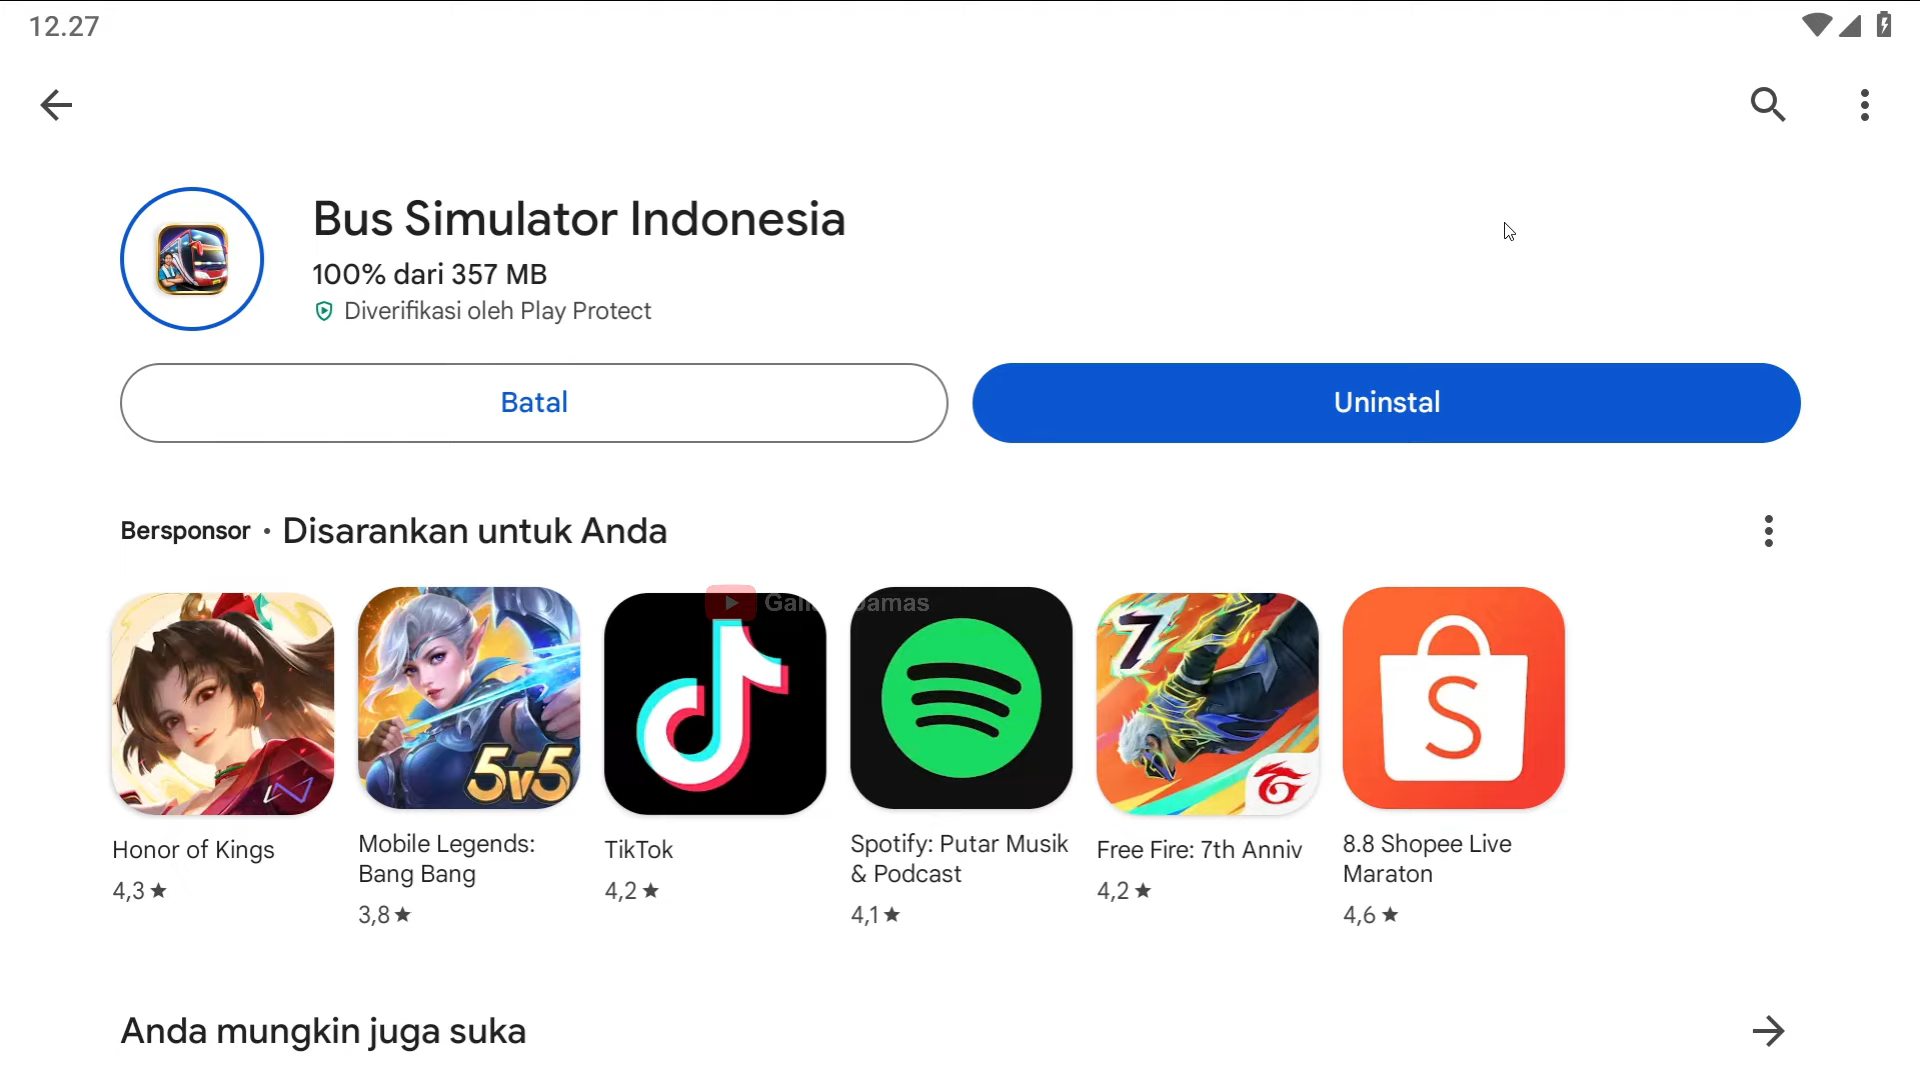 12.27
Bus Simulator Indonesia
100% dari 357 MB
Diverifikasi oleh Play Protect
Batal
Uninstal
Bersponsor • Disarankan untuk Anda
7
5v5
S
Honor of Kings
4,3 ★
Mobile Legends:
Bang Bang
3,8 ★
TikTok
4,2 ★
Spotify: Putar Musik
& Podcast
4,1 ★
Free Fire: 7th Anniv
4,2 ★
8.8 Shopee Live
Maraton
4,6 ★
Anda mungkin juga suka